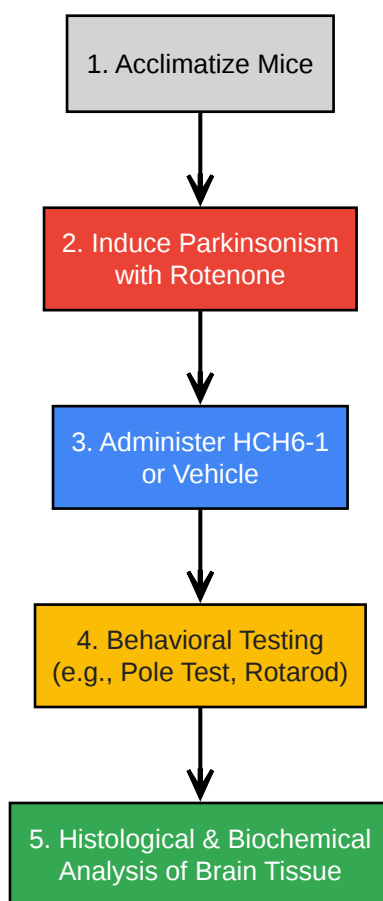 1. Acclimatize Mice
2. Induce Parkinsonism
with Rotenone
3. Administer HCH6-1
or Vehicle
4. Behavioral Testing
(e.g., Pole Test, Rotarod)
5. Histological & Biochemical
Analysis of Brain Tissue